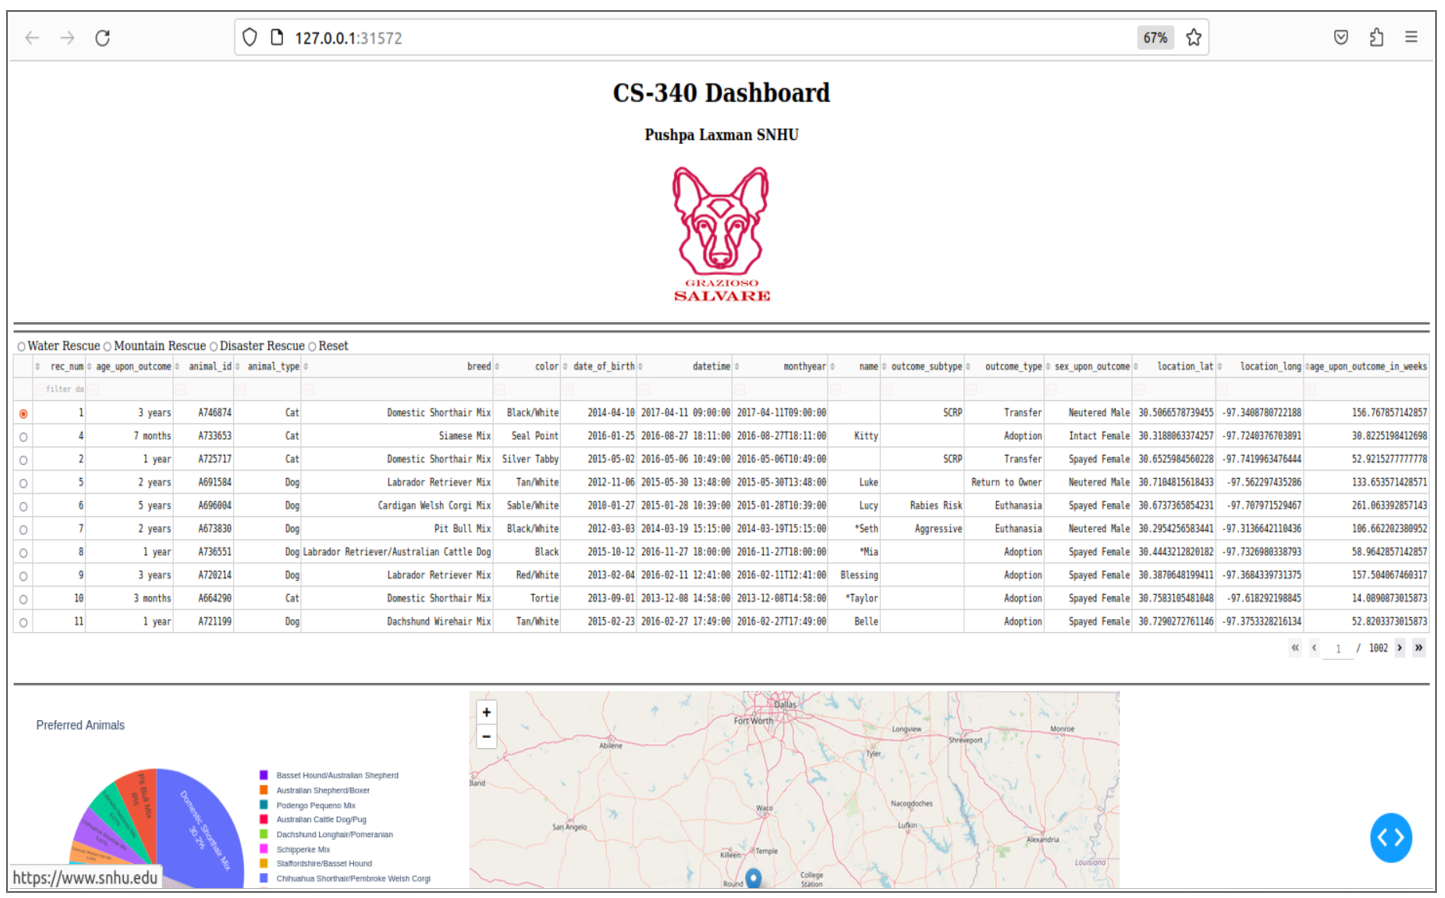 127.0.0.1:31572 67%
CS-340 Dashboard
Pushpa Laxman SNHU
GRAZIOSO
SALVARE
Water Rescue Mountain Rescue Disaster Rescue Reset
rec_num age_upon_outcome animal_id animal_type breed color date_of_birth datetime monthyear name outcome_subtype outcome_type sex_upon_outcome location_lat location_long age_upon_outcome_in_weeks
filter da
1 3 years A746874 Cat Domestic Shorthair Mix Black/White 2014-04-10 2017-04-11 09:00:00 2017-04-11T09:00:00 SCRP Transfer Neutered Male 30.5066578739455 -97.3408780722188 156.767857142857
4 7 months A733653 Cat Siamese Mix Seal Point 2016-01-25 2016-08-27 18:11:00 2016-08-27T18:11:00 Kitty Adoption Intact Female 30.3188063374257 -97.7240376703891 30.8225198412698
2 1 year A725717 Cat Domestic Shorthair Mix Silver Tabby 2015-05-02 2016-05-06 10:49:00 2016-05-06T10:49:00 SCRP Transfer Spayed Female 30.6525984560228 -97.7419963476444 52.9215277777778
5 2 years A691584 Dog Labrador Retriever Mix Tan/White 2012-11-06 2015-05-30 13:48:00 2015-05-30T13:48:00 Luke Return to Owner Neutered Male 30.7104815618433 -97.562297435286 133.653571428571
6 5 years A696004 Dog Cardigan Welsh Corgi Mix Sable/White 2010-01-27 2015-01-28 10:39:00 2015-01-28T10:39:00 Lucy Rabies Risk Euthanasia Spayed Female 30.6737365854231 -97.707971529467 261.063392857143
7 2 years A673830 Dog Pit Bull Mix Black/White 2012-03-03 2014-03-19 15:15:00 2014-03-19T15:15:00 *Seth Aggressive Euthanasia Neutered Male 30.2954256583441 -97.3136642110436 106.662202380952
8 1 year A736551 Dog Labrador Retriever/Australian Cattle Dog Black 2015-10-12 2016-11-27 18:00:00 2016-11-27T18:00:00 *Mia Adoption Spayed Female 30.4443212820182 -97.7326980338793 58.9642857142857
9 3 years A720214 Dog Labrador Retriever Mix Red/White 2013-02-04 2016-02-11 12:41:00 2016-02-11T12:41:00 Blessing Adoption Spayed Female 30.3870648199411 -97.3684339731375 157.504067460317
10 3 months A664290 Cat Domestic Shorthair Mix Tortie 2013-09-01 2013-12-08 14:58:00 2013-12-08T14:58:00 *Taylor Adoption Spayed Female 30.7583105481048 -97.618292198845 14.0890873015873
11 1 year A721199 Dog Dachshund Wirehair Mix Tan/White 2015-02-23 2016-02-27 17:49:00 2016-02-27T17:49:00 Belle Adoption Spayed Female 30.7290272761146 -97.3753328216134 52.8203373015873
« ‹ 1 / 1002 › »
Preferred Animals
Domestic Shorthair Mix
30.2%
Pit Bull Mix
Basset Hound/Australian Shepherd
Australian Shepherd/Boxer
Podengo Pequeno Mix
Australian Cattle Dog/Pug
Dachshund Longhair/Pomeranian
Schipperke Mix
Staffordshire/Basset Hound
Chihuahua Shorthair/Pembroke Welsh Corgi
+
−
Dallas
Fort Worth
Longview
Monroe
Shreveport
Abilene
Tyler
dland
Nacogdoches
Waco
San Angelo
Lufkin
Alexandria
Killeen
Temple
Louisiana
Round
College
Station
https://www.snhu.edu